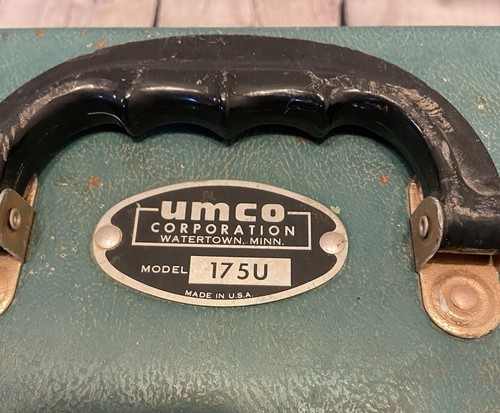 umco
CORPORATION
WATERTOWN, MINN.
MODEL 175U
MADE IN U.S.A.